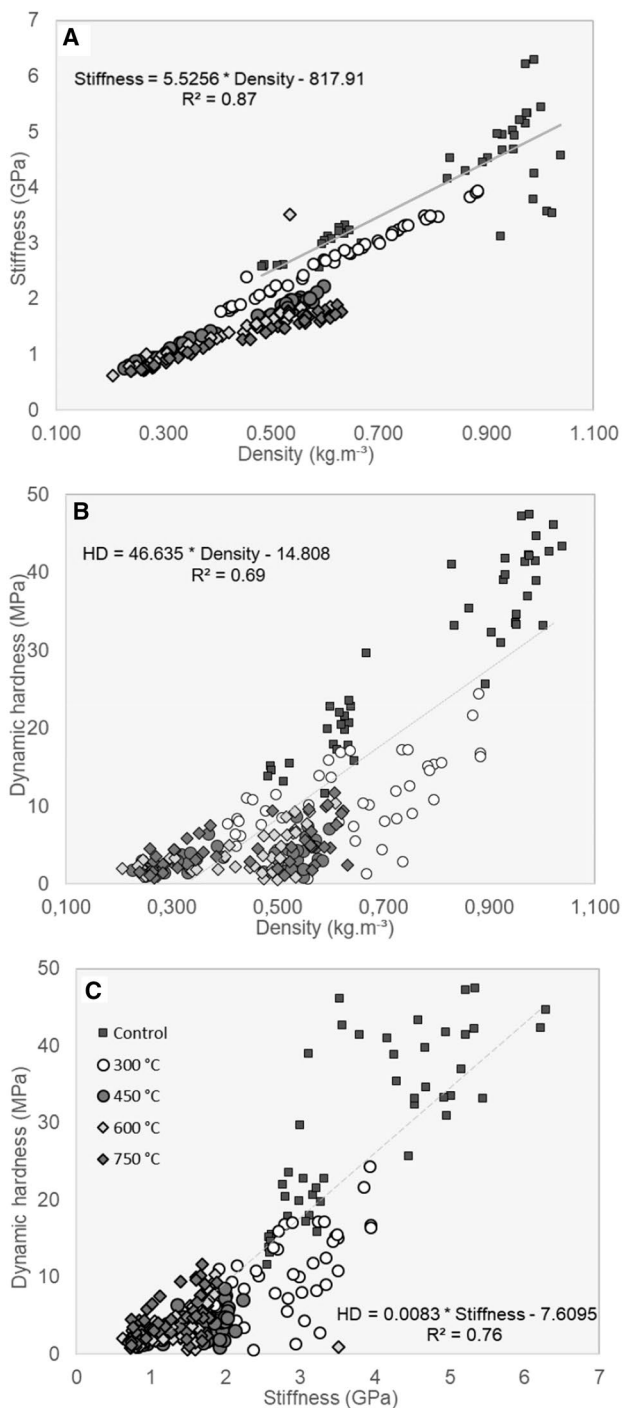 A
Stiffness = 5.5256 * Density - 817.91
R² = 0.87
Stiffness (GPa)
7
6
5
4
3
2
1
0
0.100 0.300 0.500 0.700 0.900 1.100
Density (kg.m⁻³)
B
HD = 46.635 * Density - 14.808
R² = 0.69
Dynamic hardness (MPa)
50
40
30
20
10
0
0,100 0,300 0,500 0,700 0,900 1,100
Density (kg.m⁻³)
C
Control
300 °C
450 °C
600 °C
750 °C
Dynamic hardness (MPa)
50
40
30
20
10
0
HD = 0.0083 * Stiffness - 7.6095
R² = 0.76
0 1 2 3 4 5 6 7
Stiffness (GPa)